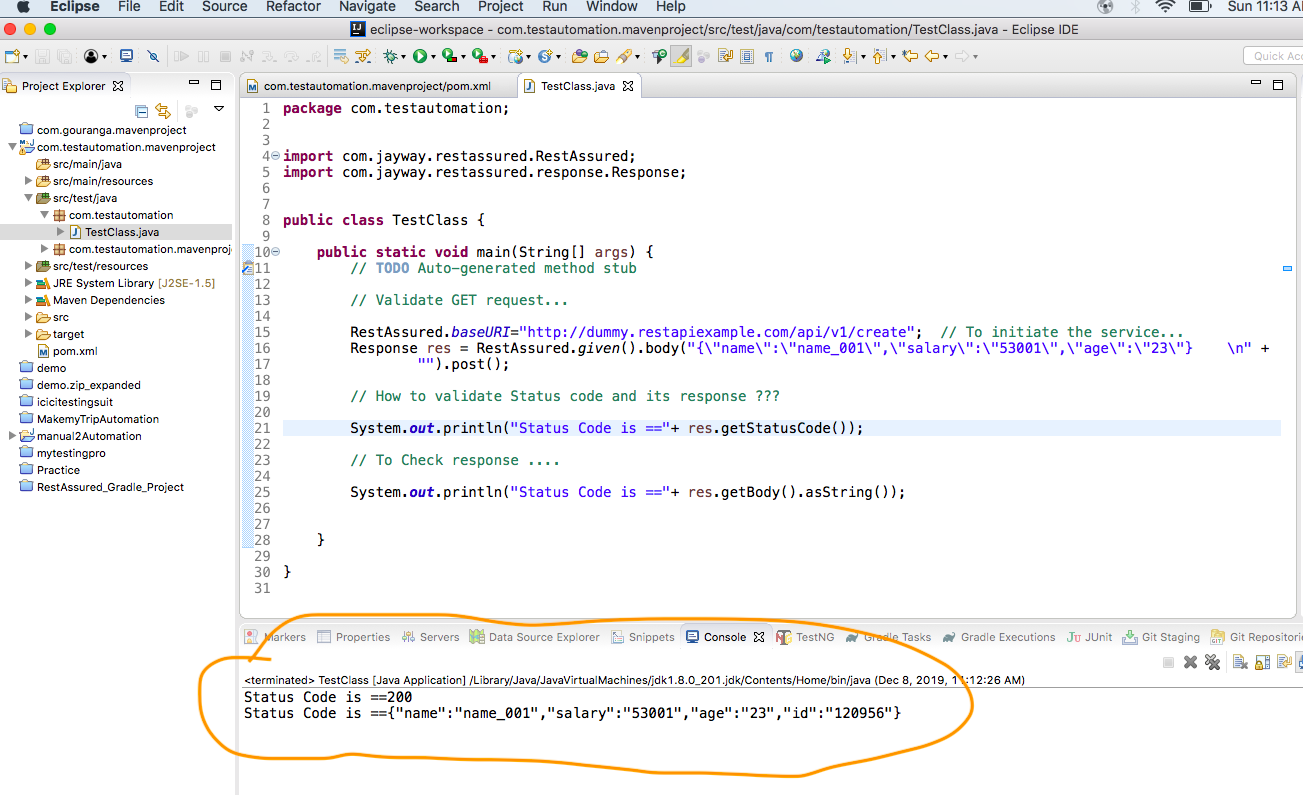 Eclipse File Edit Source Refactor Navigate Search Project Run Window Help Sun 11:13 A
eclipse-workspace - com.testautomation.mavenproject/src/test/java/com/testautomation/TestClass.java - Eclipse IDE
Quick Acc
Project Explorer
com.gouranga.mavenproject
com.testautomation.mavenproject
src/main/java
src/main/resources
src/test/java
com.testautomation
TestClass.java
com.testautomation.mavenproj
src/test/resources
JRE System Library [J2SE-1.5]
Maven Dependencies
src
target
pom.xml
demo
demo.zip_expanded
icicitestingsuit
MakemyTripAutomation
manual2Automation
mytestingpro
Practice
RestAssured_Gradle_Project
com.testautomation.mavenproject/pom.xml TestClass.java
1 package com.testautomation;
2
3
4 import com.jayway.restassured.RestAssured;
5 import com.jayway.restassured.response.Response;
6
7
8 public class TestClass {
9
10 public static void main(String[] args) {
11 // TODO Auto-generated method stub
12
13 // Validate GET request...
14
15 RestAssured.baseURI="http://dummy.restapiexample.com/api/v1/create"; // To initiate the service...
16 Response res = RestAssured.given().body("{\"name\":\"name_001\",\"salary\":\"53001\",\"age\":\"23\"} \n" +
17 "").post();
18
19 // How to validate Status code and its response ???
20
21 System.out.println("Status Code is =="+ res.getStatusCode());
22
23 // To Check response ....
24
25 System.out.println("Status Code is =="+ res.getBody().asString());
26
27
28 }
29
30 }
31
Markers Properties Servers Data Source Explorer Snippets Console TestNG Gradle Tasks Gradle Executions JUnit Git Staging Git Repositorie
<terminated> TestClass [Java Application] /Library/Java/JavaVirtualMachines/jdk1.8.0_201.jdk/Contents/Home/bin/java (Dec 8, 2019, 11:12:26 AM)
Status Code is ==200
Status Code is =={"name":"name_001","salary":"53001","age":"23","id":"120956"}